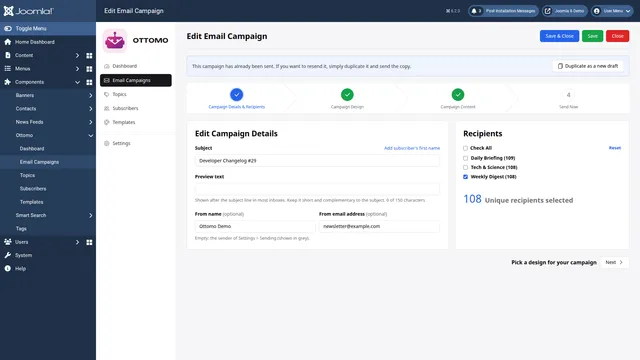 Joomla!
Edit Email Campaign
6.0.3
3
Post Installation Messages
Joomla 6 Demo
User Menu
Toggle Menu
Home Dashboard
Content
Menus
Components
Banners
Contacts
News Feeds
Ottomo
Dashboard
Email Campaigns
Topics
Subscribers
Templates
Smart Search
Tags
Users
System
Help
OTTOMO
Dashboard
Email Campaigns
Topics
Subscribers
Templates
Settings
Edit Email Campaign
Save & Close
Save
Close
This campaign has already been sent. If you want to resend it, simply duplicate it and send the copy.
Duplicate as a new draft
Campaign Details & Recipients
Campaign Design
Campaign Content
4
Send Now
Edit Campaign Details
Subject
Add subscriber's first name
Developer Changelog #29
Preview text
Shown after the subject line in most inboxes. Keep it short and complementary to the subject. 0 of 150 characters
From name (optional)
From email address (optional)
Ottomo Demo
newsletter@example.com
Empty: the sender of Settings > Sending (shown in grey).
Recipients
Check All
Reset
Daily Briefing (109)
Tech & Science (108)
Weekly Digest (108)
108 Unique recipients selected
Pick a design for your campaign
Next